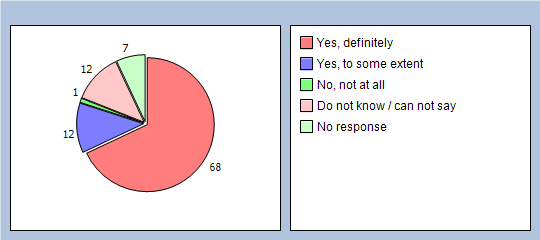 7
12
1
12
68
Yes, definitely
Yes, to some extent
No, not at all
Do not know / can not say
No response